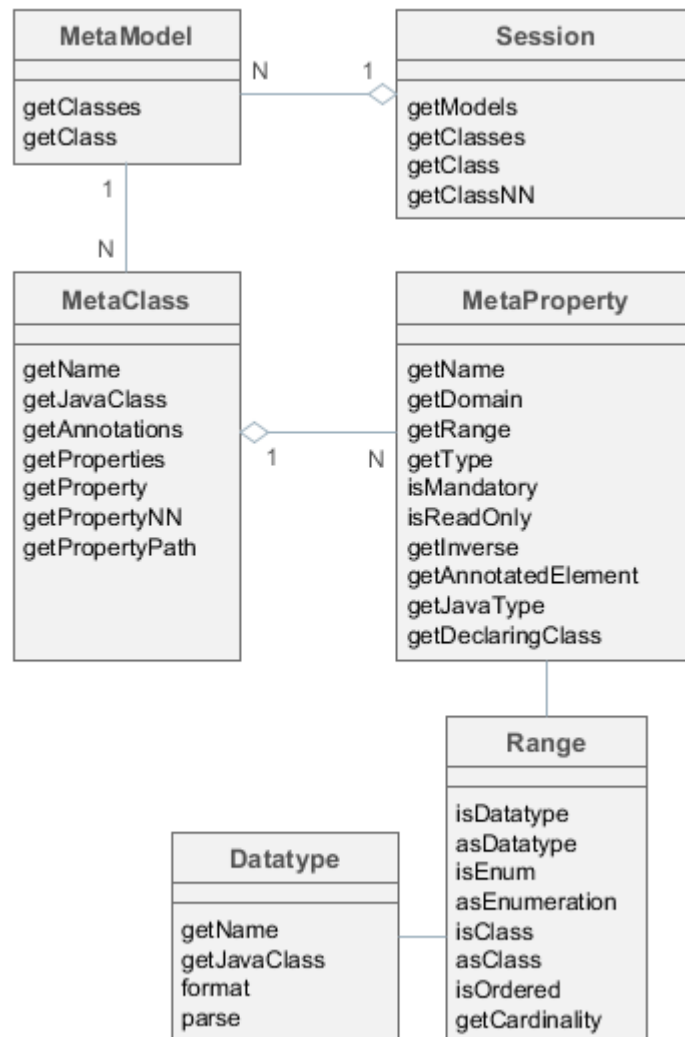 MetaModel
getClasses
getClass
N
1
Session
getModels
getClasses
getClass
getClassNN
1
N
MetaClass
getName
getJavaClass
getAnnotations
getProperties
getProperty
getPropertyNN
getPropertyPath
1
N
MetaProperty
getName
getDomain
getRange
getType
isMandatory
isReadOnly
getInverse
getAnnotatedElement
getJavaType
getDeclaringClass
Range
isDatatype
asDatatype
isEnum
asEnumeration
isClass
asClass
isOrdered
getCardinality
Datatype
getName
getJavaClass
format
parse